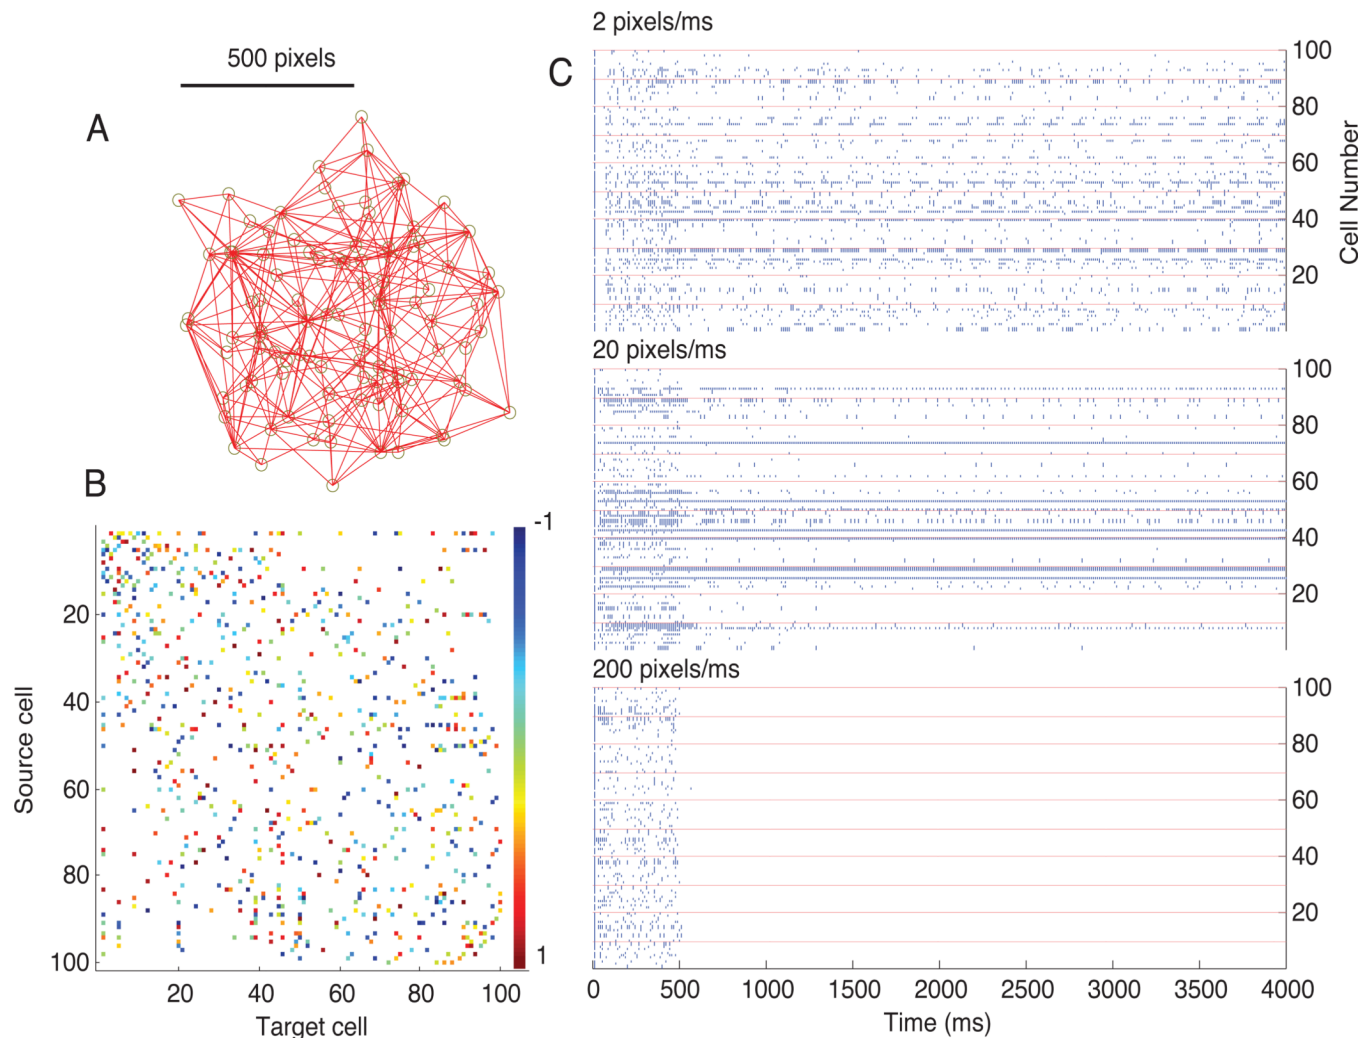 500 pixels
A
B
-1
20
40
60
80
100
1
Source cell
20 40 60 80 100
Target cell
C
2 pixels/ms
100
80
60
40
20
Cell Number
20 pixels/ms
100
80
60
40
20
200 pixels/ms
100
80
60
40
20
0 500 1000 1500 2000 2500 3000 3500 4000
Time (ms)